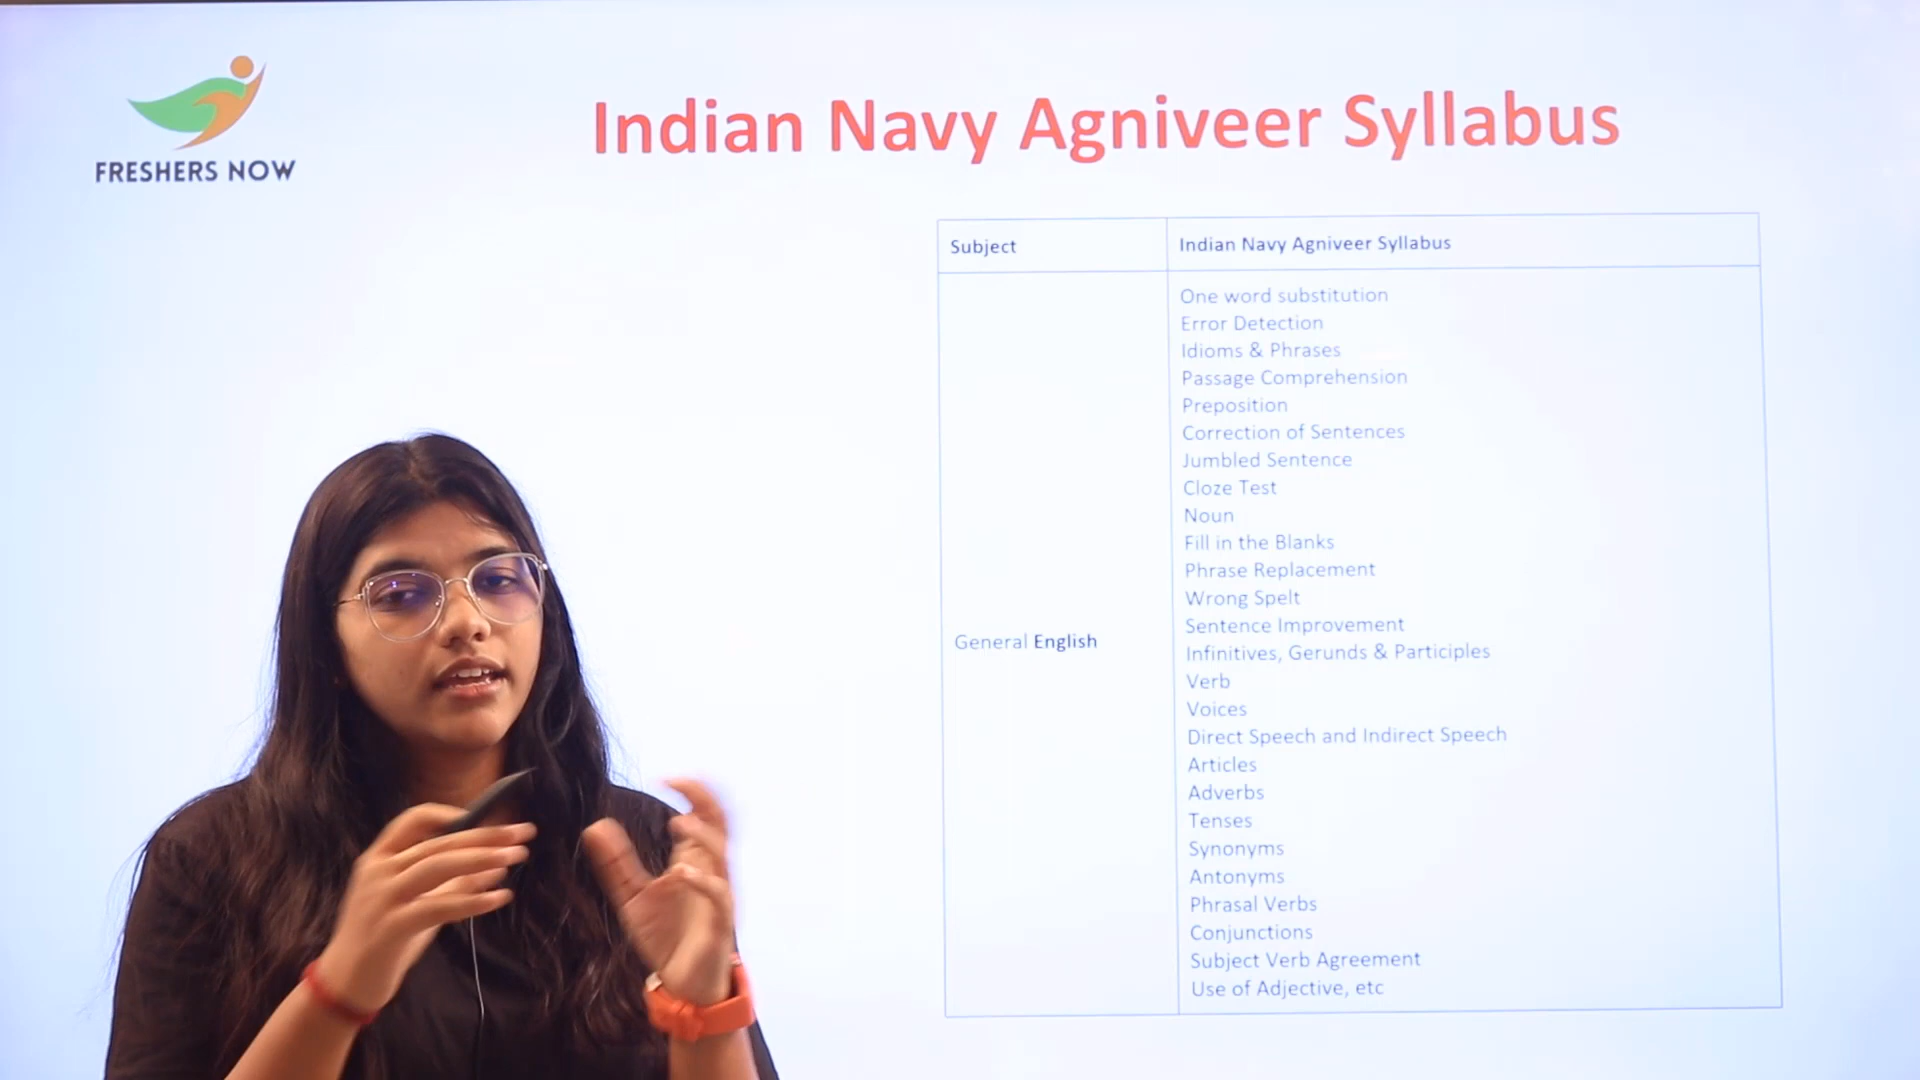 FRESHERS NOW
Indian Navy Agniveer Syllabus
Subject
Indian Navy Agniveer Syllabus
General English
One word substitution
Error Detection
Idioms & Phrases
Passage Comprehension
Preposition
Correction of Sentences
Jumbled Sentence
Cloze Test
Noun
Fill in the Blanks
Phrase Replacement
Wrong Spelt
Sentence Improvement
Infinitives, Gerunds & Participles
Verb
Voices
Direct Speech and Indirect Speech
Articles
Adverbs
Tenses
Synonyms
Antonyms
Phrasal Verbs
Conjunctions
Subject Verb Agreement
Use of Adjective, etc